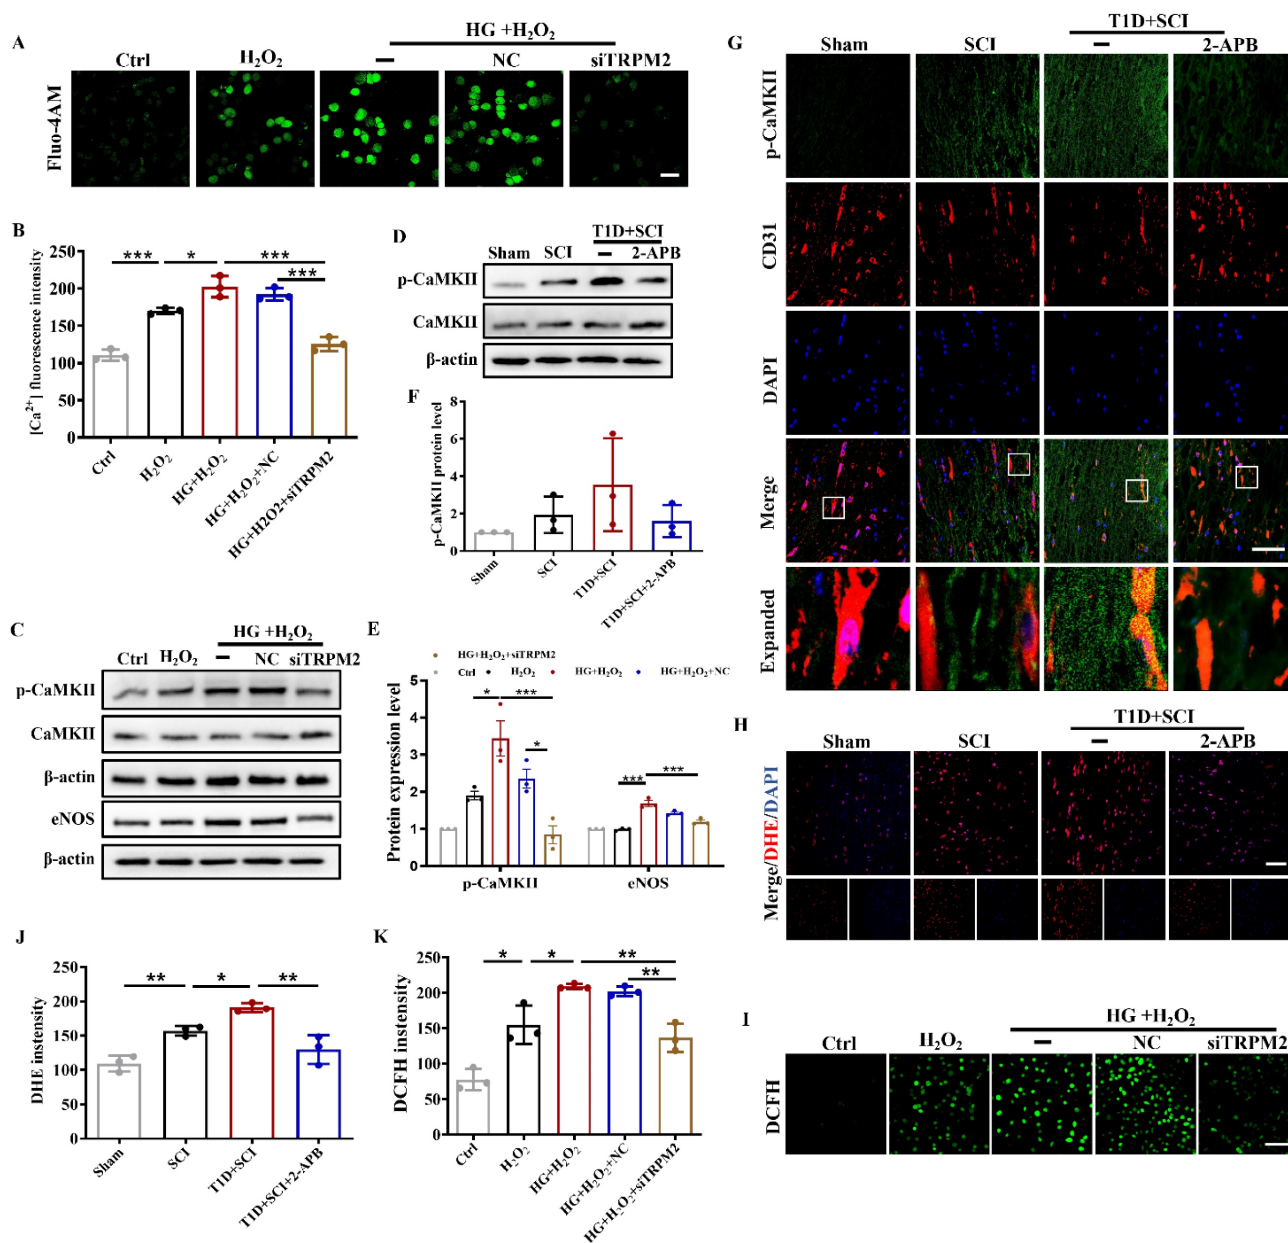 A
HG +H₂O₂
Ctrl H₂O₂ — NC siTRPM2
Fluo-4AM
B
[Ca²⁺] fluorescence intensity
250
200
150
100
50
0
*** * *** ***
Ctrl H₂O₂ HG+H₂O₂ HG+H₂O₂+NC HG+H2O2+siTRPM2
D
T1D+SCI
Sham SCI — 2-APB
p-CaMKII
CaMKII
β-actin
F
p-CaMKII protein level
8
6
4
2
0
Sham SCI T1D+SCI T1D+SCI+2-APB
C
HG +H₂O₂
Ctrl H₂O₂ — NC siTRPM2
p-CaMKII
CaMKII
β-actin
eNOS
β-actin
E
HG+H₂O₂+siTRPM2
Ctrl H₂O₂ HG+H₂O₂ HG+H₂O₂+NC
Protein expression level
5
4
3
2
1
0
* *** * *** ***
p-CaMKII eNOS
J
DHE instensity
250
200
150
100
50
0
** * **
Sham SCI T1D+SCI T1D+SCI+2-APB
K
DCFH instensity
250
200
150
100
50
0
* * ** **
Ctrl H₂O₂ HG+H₂O₂ HG+H₂O₂+NC HG+H₂O₂+siTRPM2
G
T1D+SCI
Sham SCI — 2-APB
p-CaMKII
CD31
DAPI
Merge
Expanded
H
T1D+SCI
Sham SCI — 2-APB
Merge/DHE/DAPI
I
HG +H₂O₂
Ctrl H₂O₂ — NC siTRPM2
DCFH